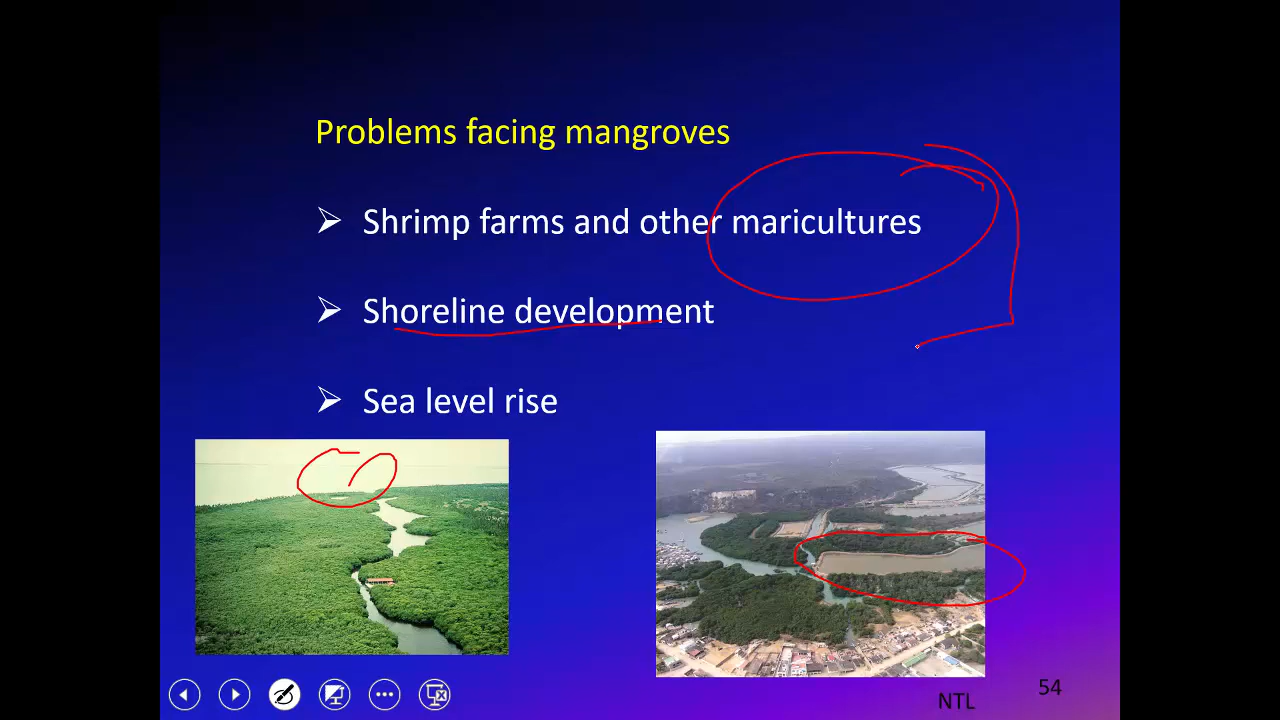 Problems facing mangroves
➢ Shrimp farms and other maricultures
➢ Shoreline development
➢ Sea level rise
NTL
54